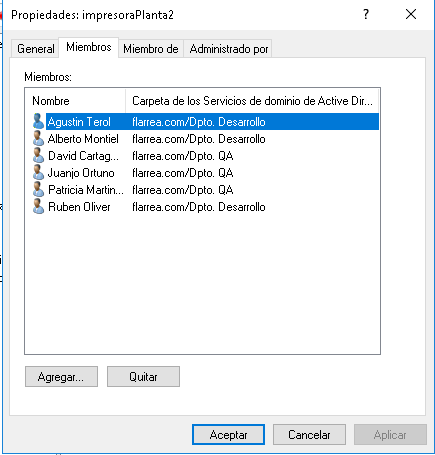 Propiedades: impresoraPlanta2 ?
General Miembros Miembro de Administrado por
Miembros:
Nombre Carpeta de los Servicios de dominio de Active Dir...
Agustin Terol flarrea.com/Dpto. Desarrollo
Alberto Montiel flarrea.com/Dpto. Desarrollo
David Cartag... flarrea.com/Dpto. QA
Juanjo Ortuno flarrea.com/Dpto. QA
Patricia Martin... flarrea.com/Dpto. QA
Ruben Oliver flarrea.com/Dpto. Desarrollo
Agregar... Quitar
Aceptar Cancelar Aplicar